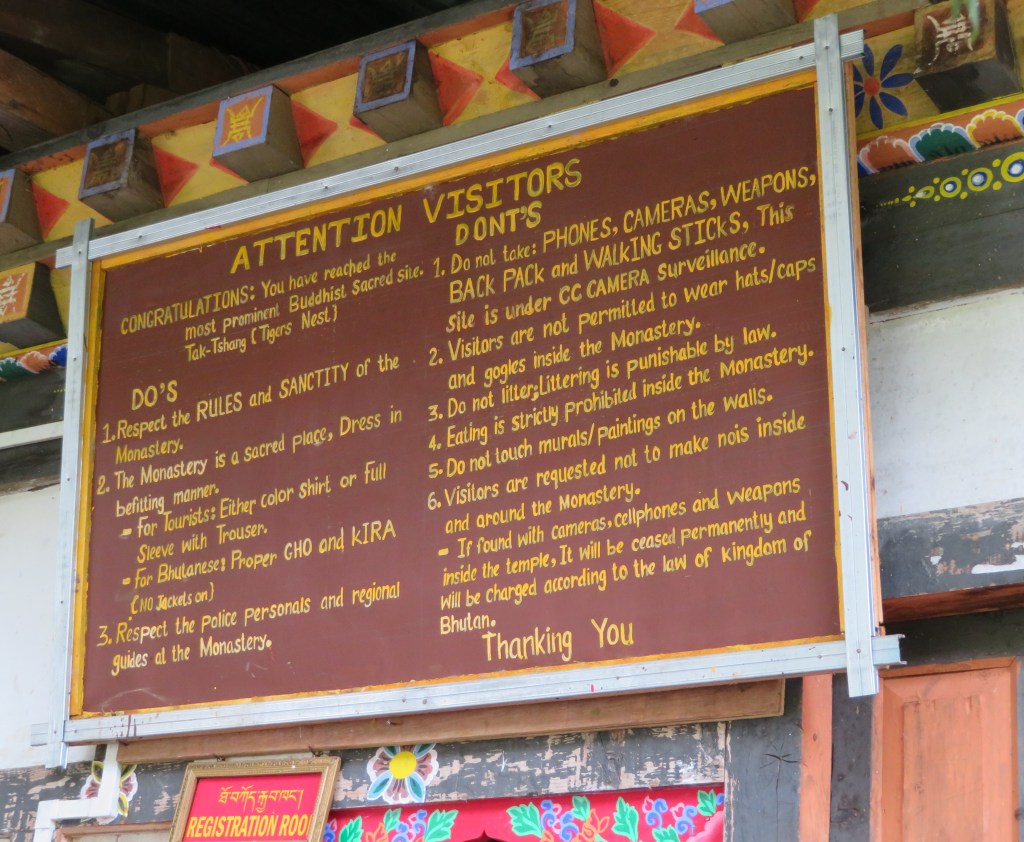 ATTENTION VISITORS
CONGRATULATIONS: You have reached the
most prominent Buddhist Sacred Site.
Tak-Tshang (Tigers Nest)
DO'S
1. Respect the RULES and SANCTITY of the
Monastery.
2. The Monastery is a sacred place, Dress in
befitting manner.
= For Tourists: Either color shirt or Full
Sleeve with Trouser.
= For Bhutanese: Proper GHO and KIRA
(NO Jackets on)
3. Respect the Police Personals and regional
guides at the Monastery.
DONT'S
1. Do not take: PHONES, CAMERAS, WEAPONS,
BACK PACK and WALKING STICKS, This
Site is under CC CAMERA surveillance.
2. Visitors are not Permitted to wear hats/caps
and gogles inside the Monastery.
3. Do not litter; Littering is punishable by law.
4. Eating is strictly prohibited inside the Monastery.
5. Do not touch murals/paintings on the walls.
6. Visitors are requested not to make nois inside
and around the Monastery.
= If found with cameras, cellphones and weapons
inside the temple, It will be ceasod permanently and
will be charged according to the law of kingdom of
Bhutan.
Thanking You
ཐོ་བཀོད་རྐྱབ་ཁང།
REGISTRATION ROO